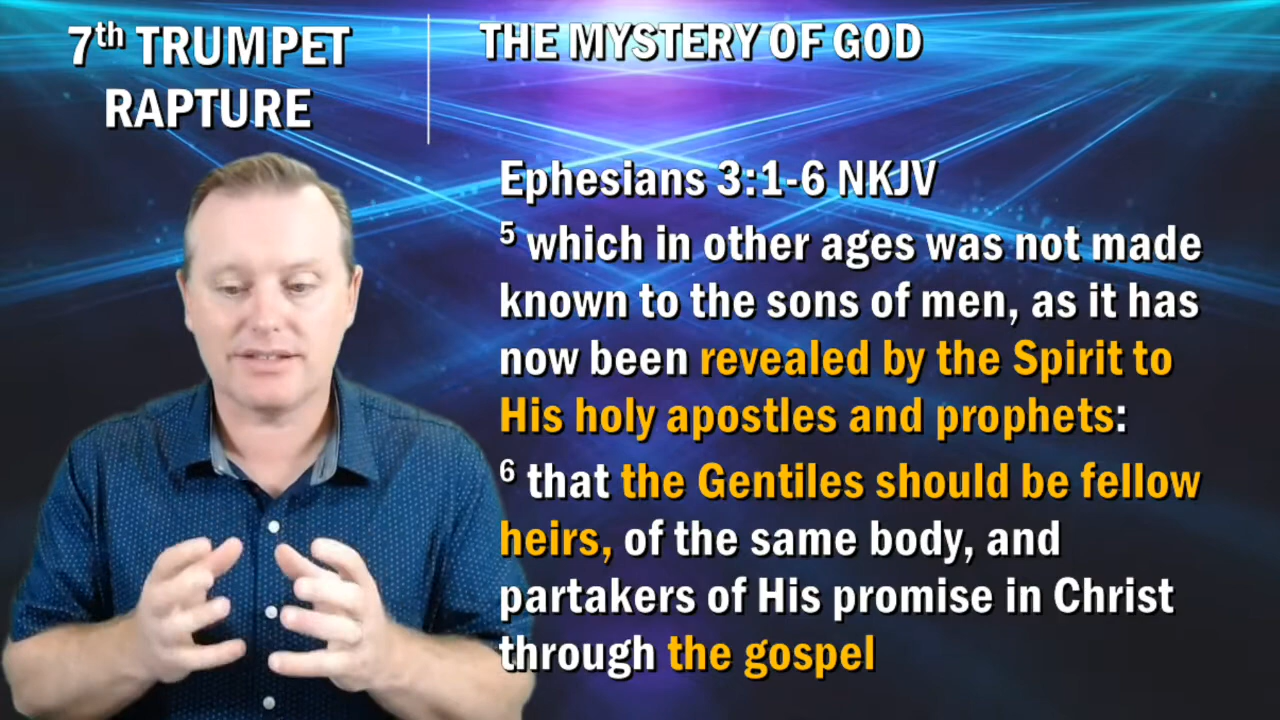 7th TRUMPET
RAPTURE
THE MYSTERY OF GOD
Ephesians 3:1-6 NKJV
5 which in other ages was not made
known to the sons of men, as it has
now been revealed by the Spirit to
His holy apostles and prophets:
6 that the Gentiles should be fellow
heirs, of the same body, and
partakers of His promise in Christ
through the gospel